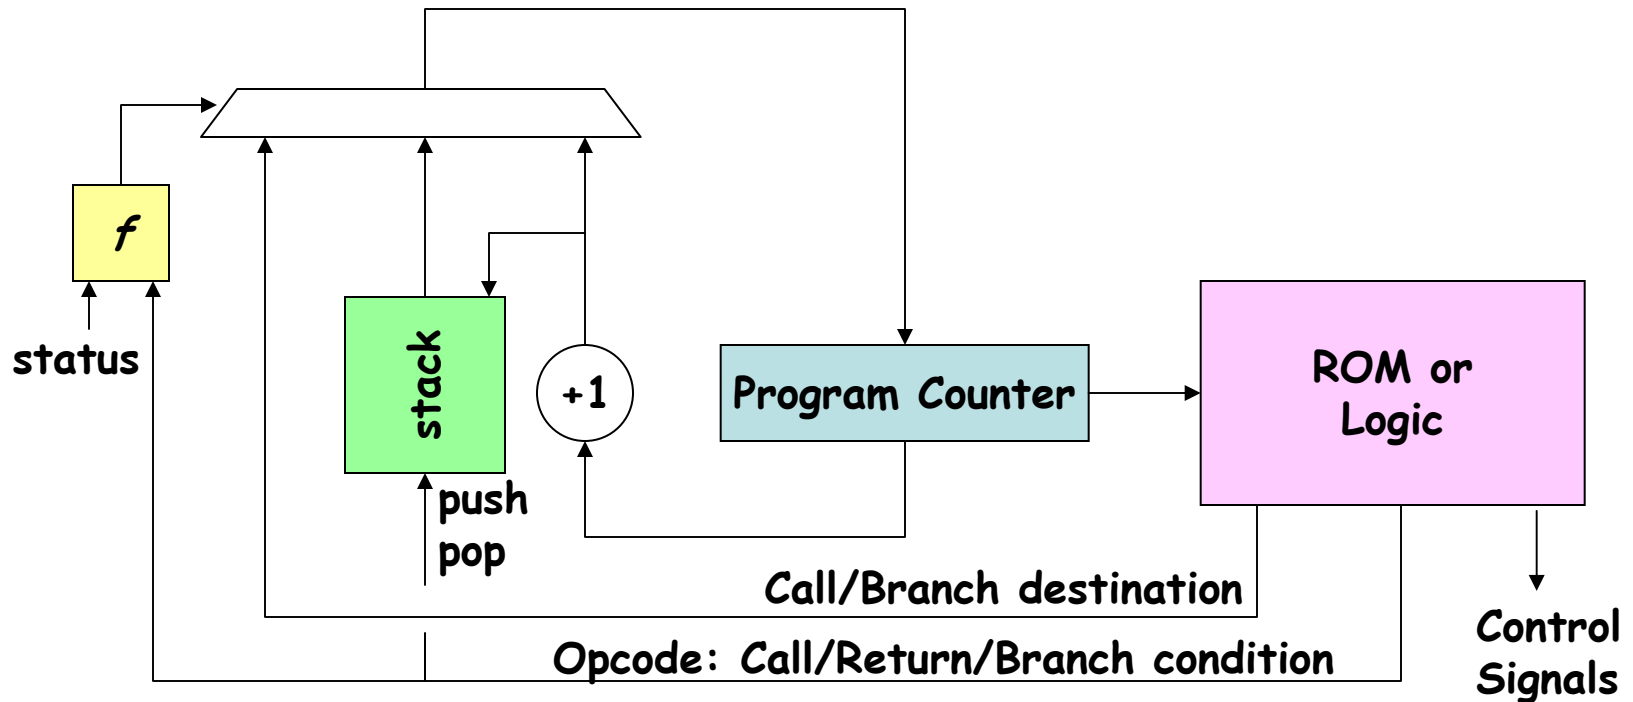 f
status
stack
+1
Program Counter
ROM or
Logic
push
pop
Call/Branch destination
Opcode: Call/Return/Branch condition
Control
Signals